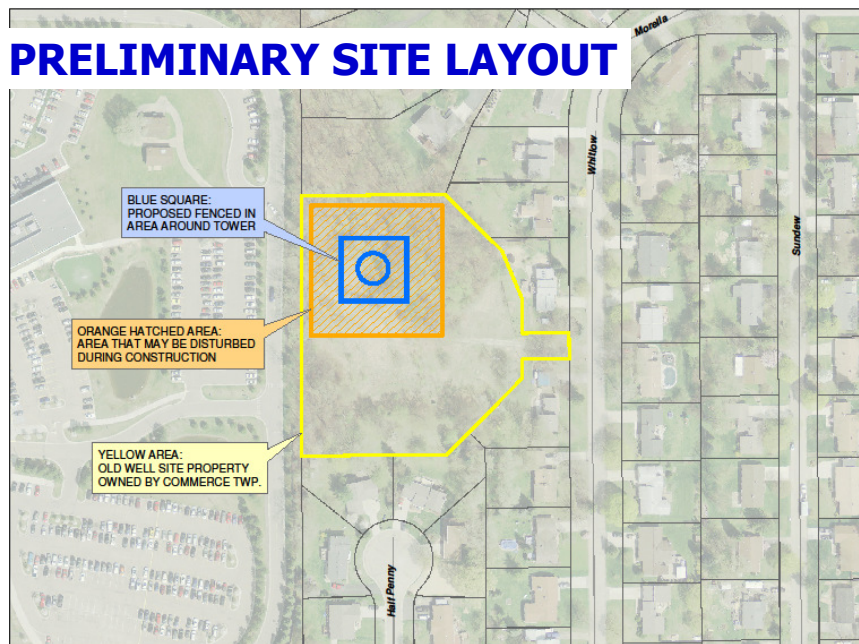 PRELIMINARY SITE LAYOUT
Morella
Whitlow
Sundew
BLUE SQUARE:
PROPOSED FENCED IN
AREA AROUND TOWER
ORANGE HATCHED AREA:
AREA THAT MAY BE DISTURBED
DURING CONSTRUCTION
YELLOW AREA:
OLD WELL SITE PROPERTY
OWNED BY COMMERCE TWP.
Half Penny